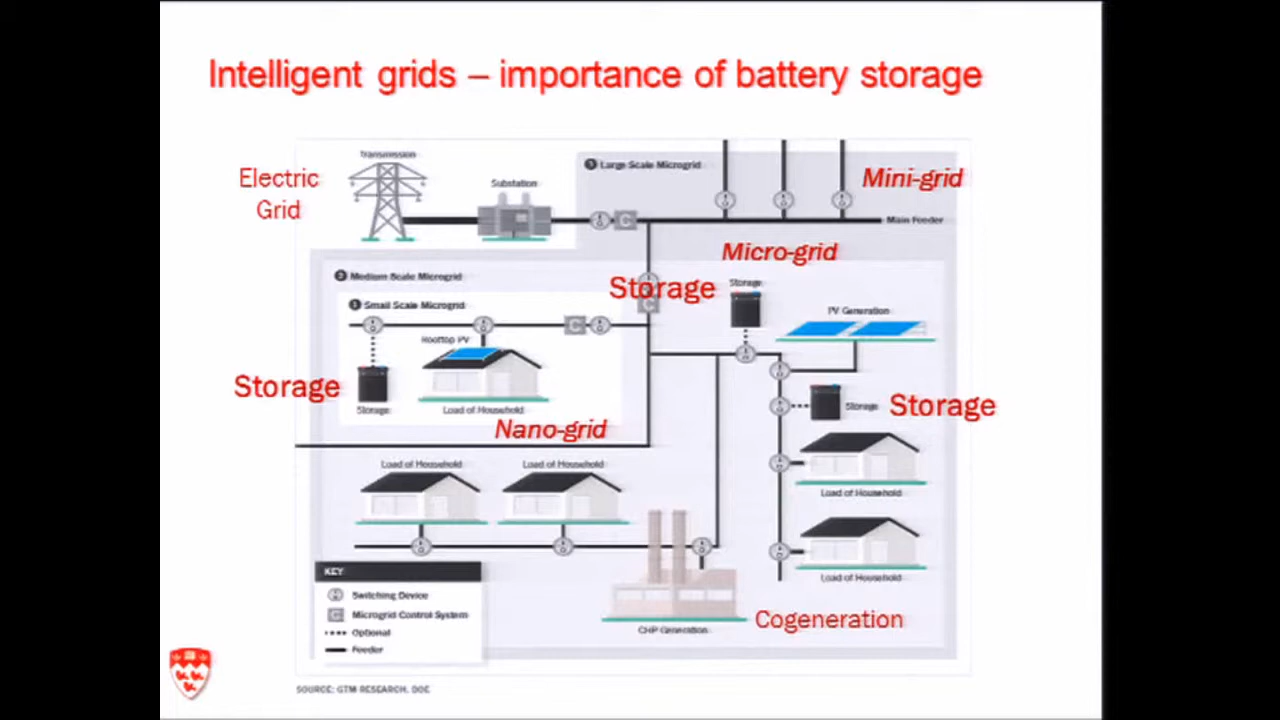 Intelligent grids – importance of battery storage
Electric
Grid
Transmission
Substation
3 Large Scale Microgrid
Mini-grid
C
Main Feeder
Micro-grid
2 Medium Scale Microgrid
Storage
Storage
C
1 Small Scale Microgrid
C
PV Generation
Rooftop PV
Storage
Storage
Load of Household
Storage
Storage
Nano-grid
Load of Household
Load of Household
Load of Household
Load of Household
KEY
Switching Device
C Microgrid Control System
Optional
Feeder
CHP Generation
Cogeneration
SOURCE: GTM RESEARCH, DOE